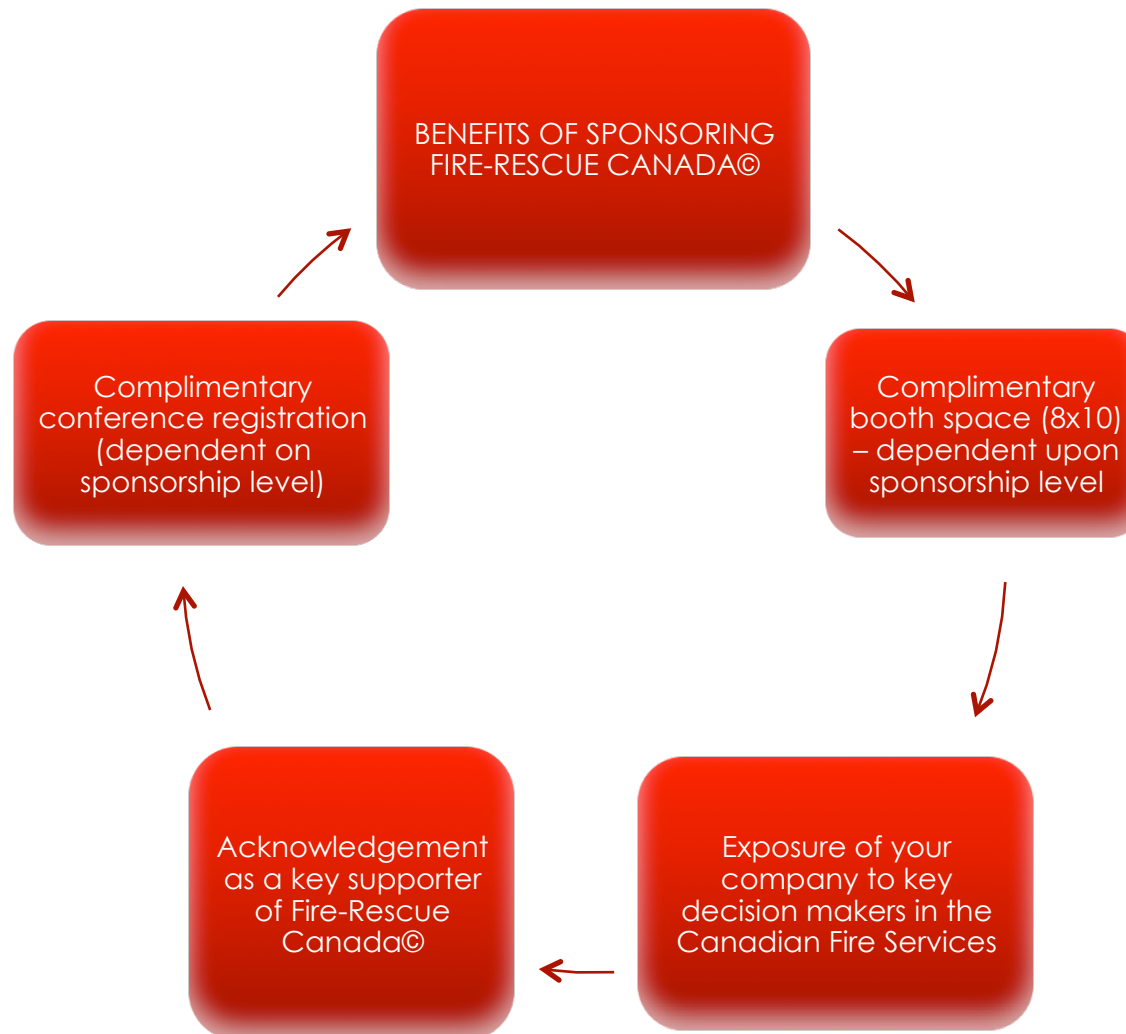 BENEFITS OF SPONSORING
FIRE-RESCUE CANADA©
Complimentary
booth space (8x10)
– dependent upon
sponsorship level
Exposure of your
company to key
decision makers in the
Canadian Fire Services
Acknowledgement
as a key supporter
of Fire-Rescue
Canada©
Complimentary
conference registration
(dependent on
sponsorship level)